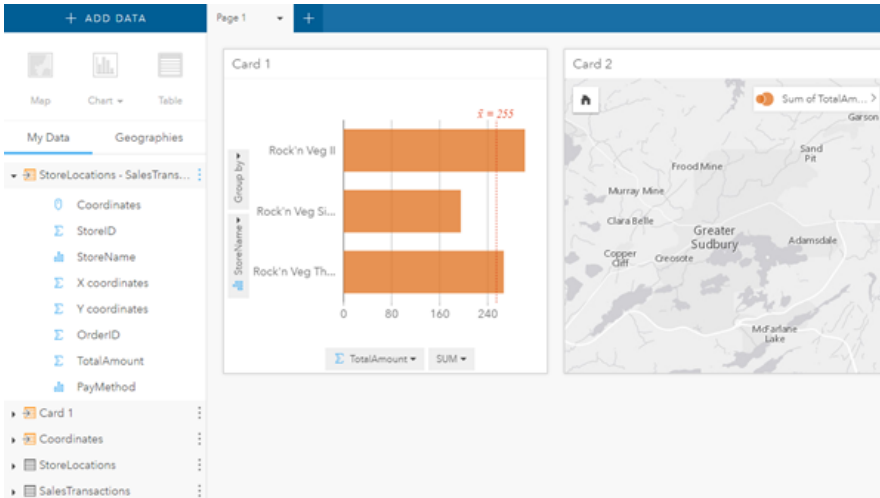 + ADD DATA
Page 1
+
Map
Chart
Table
My Data
Geographies
StoreLocations - SalesTrans...
Coordinates
StoreID
StoreName
X coordinates
Y coordinates
OrderID
TotalAmount
PayMethod
Card 1
Coordinates
StoreLocations
SalesTransactions
Card 1
x̄ = 255
Rock'n Veg II
Rock'n Veg Si...
Rock'n Veg Th...
Group by
StoreName
0 80 160 240
Σ TotalAmount
SUM
Card 2
Sum of TotalAm... >
Garson
Sand
Pit
Frood Mine
Murray Mine
Clara Belle
Greater
Sudbury
Adamsdale
Copper
Cliff
Creosote
McFarlane
Lake